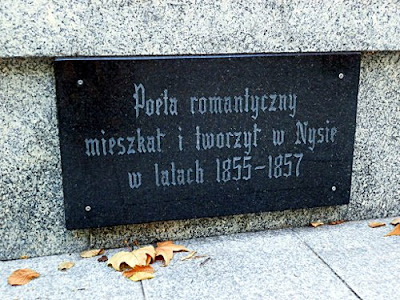 Poeta romantyczny
mieszkał i tworzył w Nysie
w latach 1855-1857